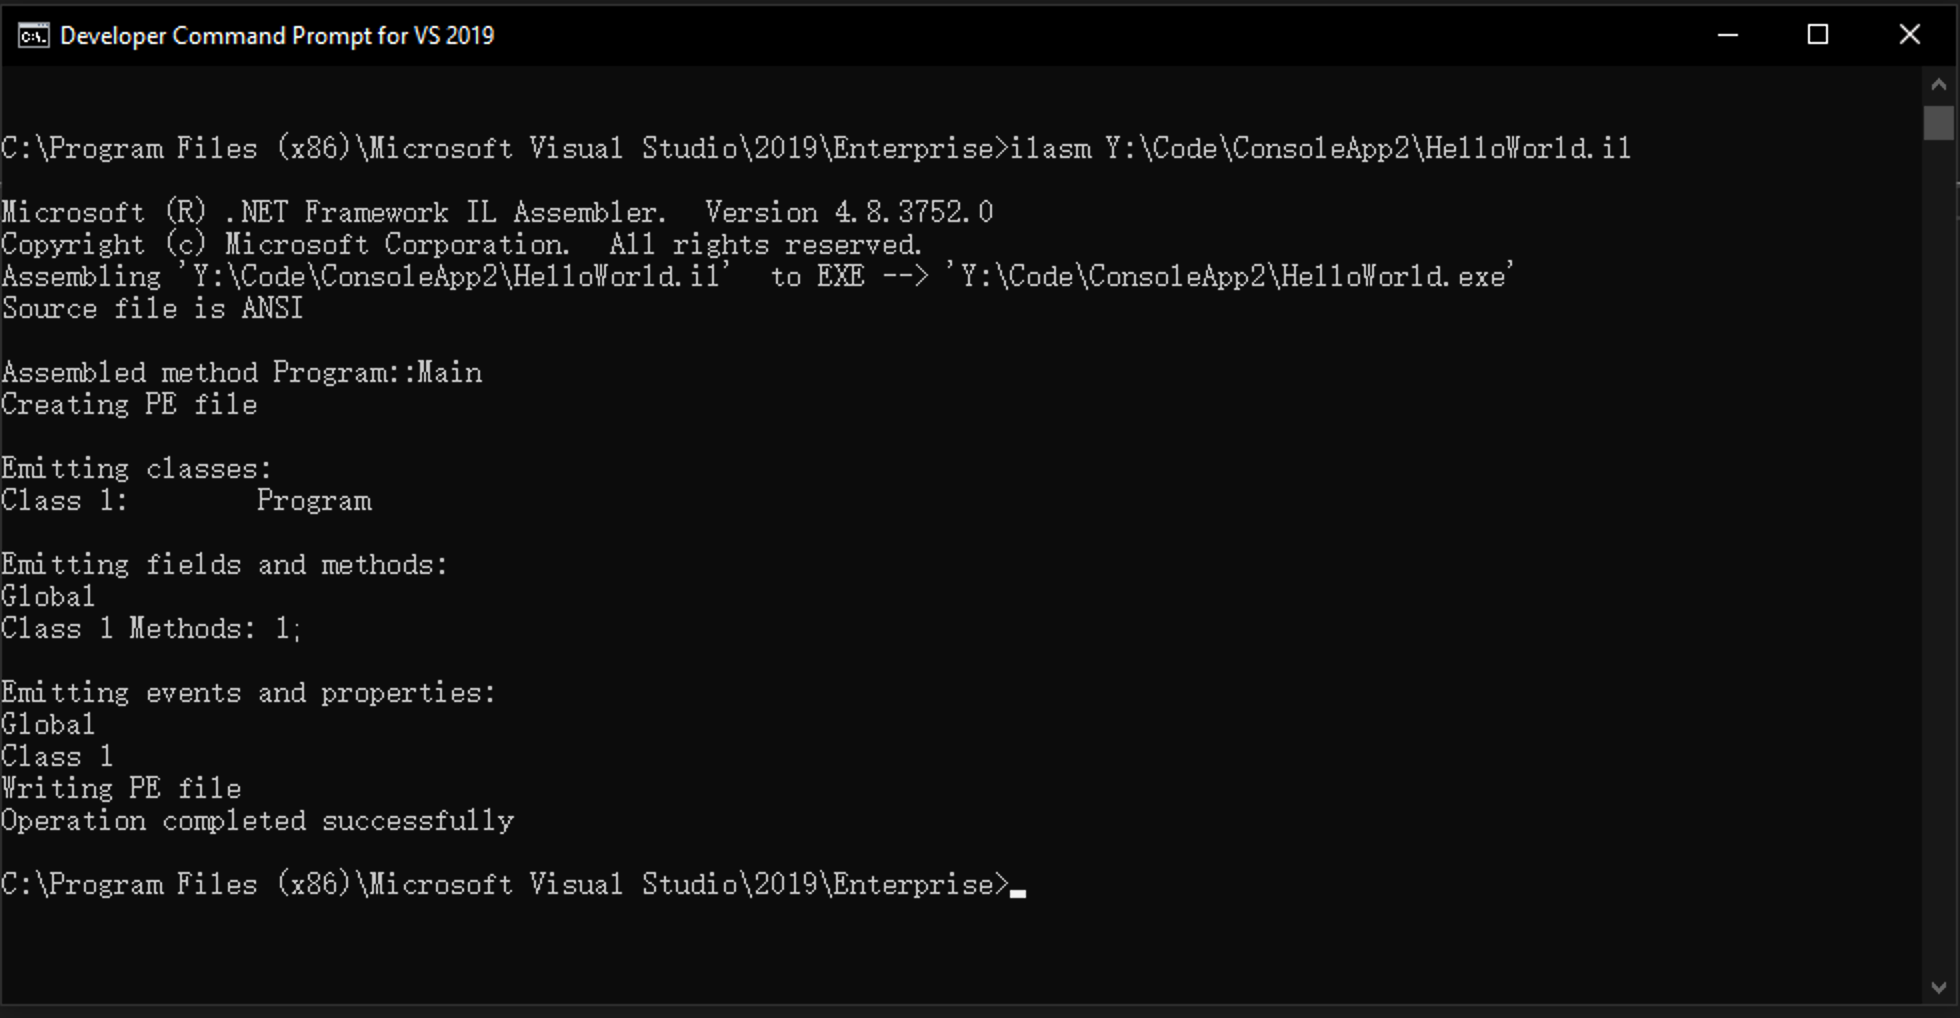 Developer Command Prompt for VS 2019
C:\Program Files (x86)\Microsoft Visual Studio\2019\Enterprise>ilasm Y:\Code\ConsoleApp2\HelloWorld.il
Microsoft (R) .NET Framework IL Assembler.  Version 4.8.3752.0
Copyright (c) Microsoft Corporation.  All rights reserved.
Assembling 'Y:\Code\ConsoleApp2\HelloWorld.il'  to EXE --> 'Y:\Code\ConsoleApp2\HelloWorld.exe'
Source file is ANSI
Assembled method Program::Main
Creating PE file
Emitting classes:
Class 1:        Program
Emitting fields and methods:
Global
Class 1 Methods: 1;
Emitting events and properties:
Global
Class 1
Writing PE file
Operation completed successfully
C:\Program Files (x86)\Microsoft Visual Studio\2019\Enterprise>